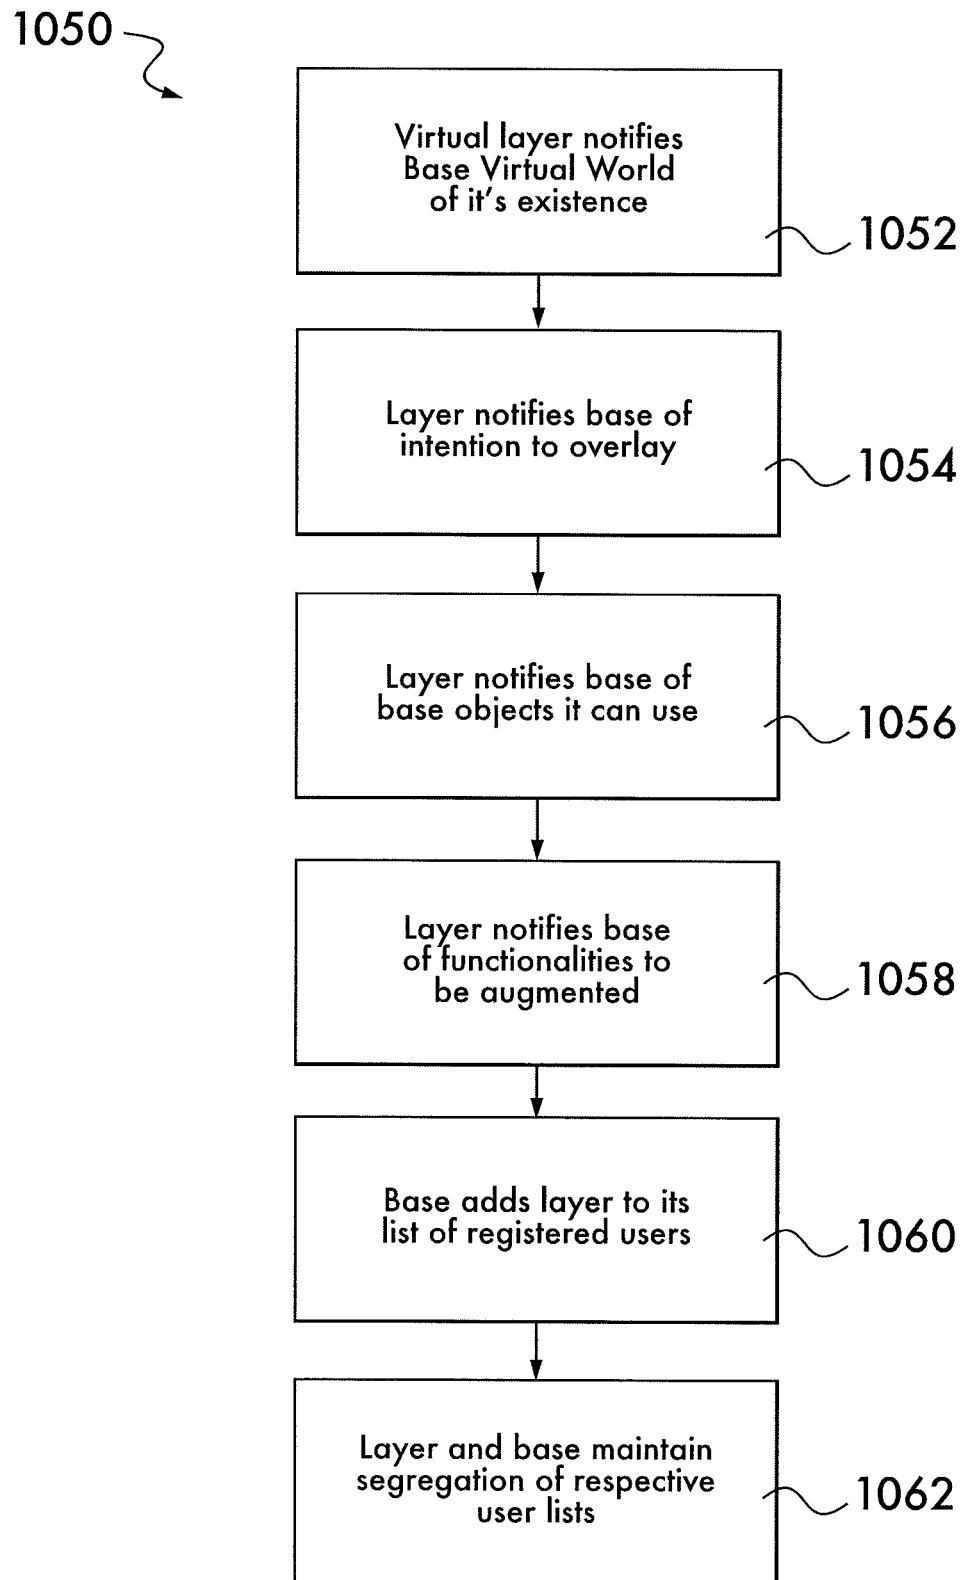 1050
Virtual layer notifies
Base Virtual World
of it's existence
1052
Layer notifies base of
intention to overlay
1054
Layer notifies base of
base objects it can use
1056
Layer notifies base
of functionalities to
be augmented
1058
Base adds layer to its
list of registered users
1060
Layer and base maintain
segregation of respective
user lists
1062